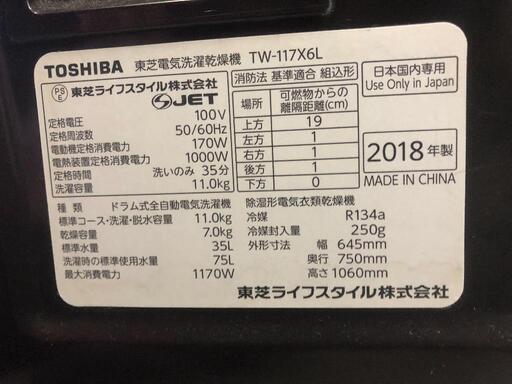 TOSHIBA 東芝電気洗濯乾燥機 TW-117X6L
PS E 東芝ライフスタイル株式会社
JET
定格電圧 100V
定格周波数 50/60Hz
電動機定格消費電力 170W
電熱装置定格消費電力 1000W
定格時間 洗いのみ 35分
洗濯容量 11.0kg
消防法 基準適合 組込形
場所 可燃物からの離隔距離(cm)
上方 19
左方 1
右方 1
後方 1
下方 0
日本国内専用
Use Only in Japan
2018年製
MADE IN CHINA
種類 ドラム式全自動電気洗濯機
標準コース・洗濯・脱水容量 11.0kg
乾燥容量 7.0kg
標準水量 35L
洗濯時の標準使用水量 75L
最大消費電力 1170W
除湿形電気衣類乾燥機
冷媒 R134a
冷媒封入量 250g
外形寸法 幅 645mm
奥行 750mm
高さ 1060mm
東芝ライフスタイル株式会社